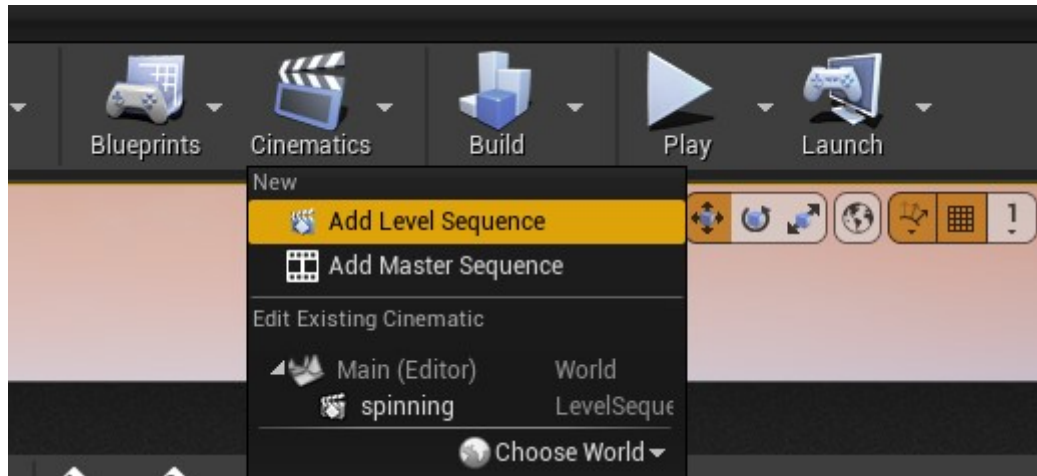 Blueprints Cinematics Build Play Launch
New
Add Level Sequence
1
Add Master Sequence
Edit Existing Cinematic
Main (Editor) World
spinning LevelSeque
Choose World